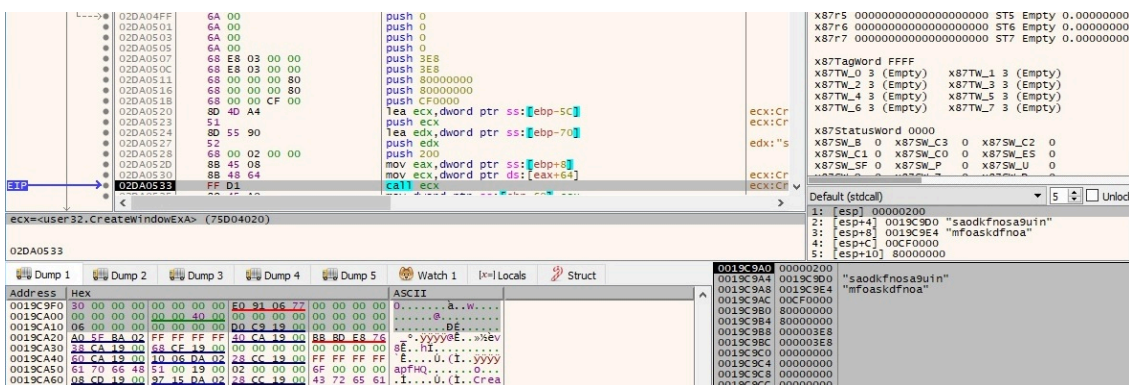 02DA04FF 6A 00 push 0
02DA0501 6A 00 push 0
02DA0503 6A 00 push 0
02DA0505 6A 00 push 0
02DA0507 68 E8 03 00 00 push 3E8
02DA050C 68 E8 03 00 00 push 3E8
02DA0511 68 00 00 00 80 push 80000000
02DA0516 68 00 00 00 80 push 80000000
02DA051B 68 00 00 CF 00 push CF0000
02DA0520 8D 4D A4 lea ecx,dword ptr ss:[ebp-5C] ecx:Cr
02DA0523 51 push ecx ecx:Cr
02DA0524 8D 55 90 lea edx,dword ptr ss:[ebp-70]
02DA0527 52 push edx edx:"s
02DA0528 68 00 02 00 00 push 200
02DA052D 8B 45 08 mov eax,dword ptr ss:[ebp+8]
02DA0530 8B 48 64 mov ecx,dword ptr ds:[eax+64] ecx:Cr
EIP 02DA0533 FF D1 call ecx ecx:Cr
ecx=<user32.CreateWindowExA> (75D04020)
02DA0533
x87r5 00000000000000000000 ST5 Empty 0.00000000
x87r6 00000000000000000000 ST6 Empty 0.00000000
x87r7 00000000000000000000 ST7 Empty 0.00000000
x87TagWord FFFF
x87TW_0 3 (Empty) x87TW_1 3 (Empty)
x87TW_2 3 (Empty) x87TW_3 3 (Empty)
x87TW_4 3 (Empty) x87TW_5 3 (Empty)
x87TW_6 3 (Empty) x87TW_7 3 (Empty)
x87StatusWord 0000
x87SW_B 0 x87SW_C3 0 x87SW_C2 0
x87SW_C1 0 x87SW_C0 0 x87SW_ES 0
x87SW_SF 0 x87SW_P 0 x87SW_U 0
Default (stdcall) 5 Unlock
1: [esp] 00000200
2: [esp+4] 0019C9D0 "saodkfnosa9uin"
3: [esp+8] 0019C9E4 "mfoaskdfnoa"
4: [esp+C] 00CF0000
5: [esp+10] 80000000
Dump 1 Dump 2 Dump 3 Dump 4 Dump 5 Watch 1 [x=] Locals Struct
Address Hex ASCII
0019C9F0 30 00 00 00 00 00 00 00 E0 91 06 77 00 00 00 00 0.......à..w....
0019CA00 00 00 00 00 00 00 40 00 00 00 00 00 00 00 00 00 ......@.........
0019CA10 06 00 00 00 00 00 00 00 D0 C9 19 00 00 00 00 00 ........ÐÉ......
0019CA20 A0 5F BA 02 FF FF FF FF 40 CA 19 00 BB BD E8 76 _º.ÿÿÿÿ@Ê..»½èv
0019CA30 38 CA 19 00 68 CF 19 00 00 00 00 00 00 00 00 00 8Ê..hÏ..........
0019CA40 60 CA 19 00 10 06 DA 02 28 CC 19 00 FF FF FF FF `Ê....Ú.(Ì..ÿÿÿÿ
0019CA50 61 70 66 48 51 00 19 00 02 00 00 00 6F 00 00 00 apfHQ.......o...
0019CA60 08 CD 19 00 97 15 DA 02 28 CC 19 00 43 72 65 61 .Í....Ú.(Ì..Crea
0019C9A0 00000200
0019C9A4 0019C9D0 "saodkfnosa9uin"
0019C9A8 0019C9E4 "mfoaskdfnoa"
0019C9AC 00CF0000
0019C9B0 80000000
0019C9B4 80000000
0019C9B8 000003E8
0019C9BC 000003E8
0019C9C0 00000000
0019C9C4 00000000
0019C9C8 00000000
0019C9CC 00000000